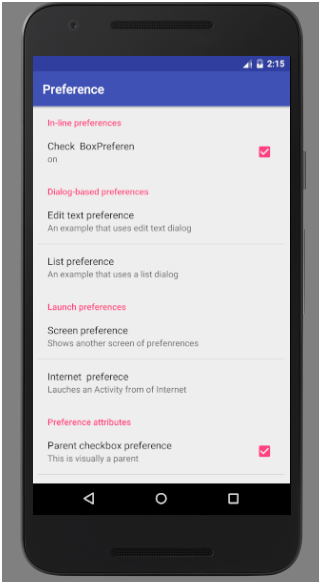 2:15
Preference
In-line preferences
Check BoxPreferen
on
Dialog-based preferences
Edit text preference
An example that uses edit text dialog
List preference
An example that uses a list dialog
Launch preferences
Screen preference
Shows another screen of prefenrences
Internet preferece
Lauches an Activity from of Internet
Preference attributes
Parent checkbox preference
This is visually a parent